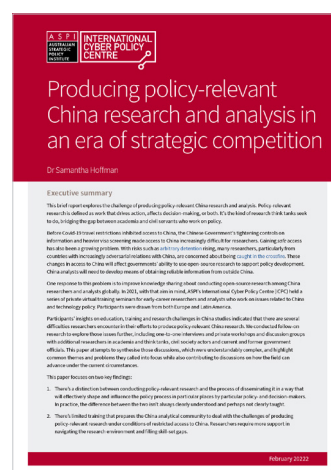 ASPI
AUSTRALIAN
STRATEGIC
POLICY
INSTITUTE
INTERNATIONAL
CYBER POLICY
CENTRE
Producing policy-relevant
China research and analysis in
an era of strategic competition
Dr Samantha Hoffman
Executive summary
This brief report explores the challenge of producing policy-relevant China research and analysis. Policy-relevant
research is defined as work that drives action, affects decision-making, or both. It's the kind of research think tanks seek
to do, bridging the gap between academia and civil servants who work on policy.
Before Covid-19 travel restrictions inhibited access to China, the Chinese Government's tightening controls on
information and heavier visa screening made access to China increasingly difficult for researchers. Gaining safe access
has also been a growing problem. With risks such as arbitrary detention rising, many researchers, particularly from
countries with increasingly adversarial relations with China, are concerned about being caught in the crossfire. These
changes in access to China will affect governments' ability to use open-source research to support policy development.
China analysts will need to develop means of obtaining reliable information from outside China.
One response to this problem is to improve knowledge sharing about conducting open-source research among China
researchers and analysts globally. In 2021, with that aim in mind, ASPI's International Cyber Policy Centre (ICPC) held a
series of private virtual training seminars for early-career researchers and analysts who work on issues related to China
and technology policy. Participants were drawn from both Europe and Latin America.
Participants' insights on education, training and research challenges in China studies indicated that there are several
difficulties researchers encounter in their efforts to produce policy-relevant China research. We conducted follow-on
research to explore those issues further, including one-to-one interviews and private workshops and discussion groups
with additional researchers in academia and think tanks, civil society actors and current and former government
officials. This paper attempts to synthesise those discussions, which were understandably complex, and highlight
common themes and problems they called into focus while also contributing to discussions on how the field can
advance under the current circumstances.
This paper focuses on two key findings:
1. There's a distinction between conducting policy-relevant research and the process of disseminating it in a way that
will effectively shape and influence the policy process in particular places by particular policy- and decision-makers.
In practice, the difference between the two isn't always clearly understood and perhaps not clearly taught.
2. There's limited training that prepares the China analytical community to deal with the challenges of producing
policy-relevant research under conditions of restricted access to China. Researchers require more support in
navigating the research environment and filling skill-set gaps.
February 20222